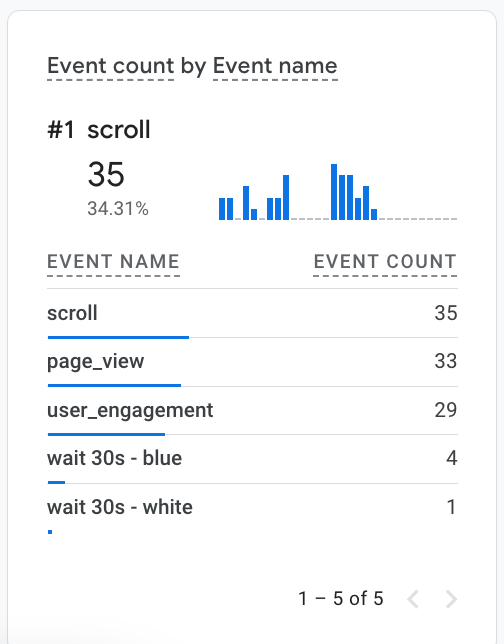 Event count by Event name
#1 scroll
35
34.31%
EVENT NAME EVENT COUNT
scroll 35
page_view 33
user_engagement 29
wait 30s - blue 4
wait 30s - white 1
1 – 5 of 5